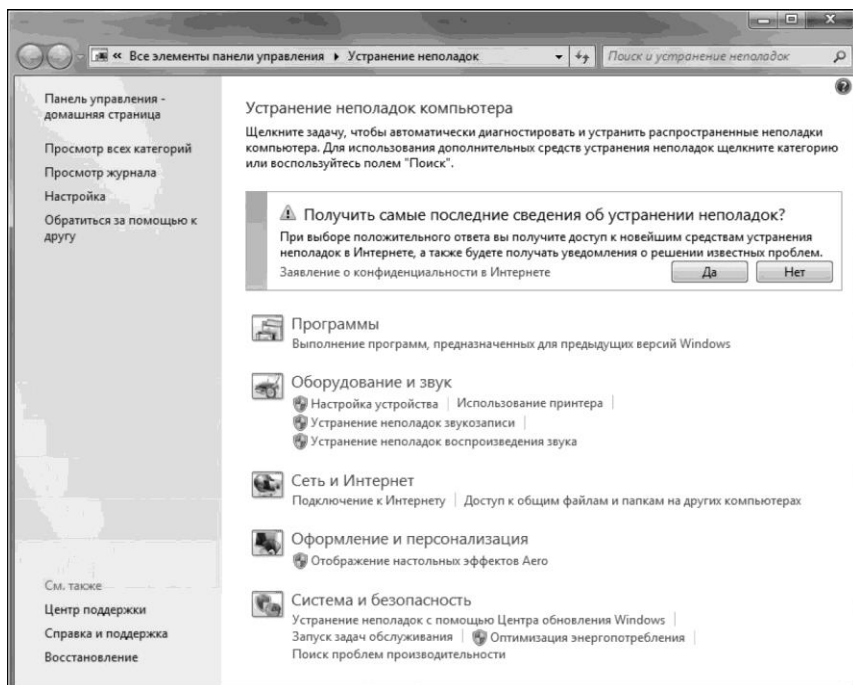 « Все элементы панели управления Устранение неполадок
Поиск и устранение неполадок
Панель управления -
домашняя страница
Просмотр всех категорий
Просмотр журнала
Настройка
Обратиться за помощью к
другу
См. также
Центр поддержки
Справка и поддержка
Восстановление
Устранение неполадок компьютера
Щелкните задачу, чтобы автоматически диагностировать и устранить распространенные неполадки
компьютера. Для использования дополнительных средств устранения неполадок щелкните категорию
или воспользуйтесь полем "Поиск".
Получить самые последние сведения об устранении неполадок?
При выборе положительного ответа вы получите доступ к новейшим средствам устранения
неполадок в Интернете, а также будете получать уведомления о решении известных проблем.
Заявление о конфиденциальности в Интернете
Да
Нет
Программы
Выполнение программ, предназначенных для предыдущих версий Windows
Оборудование и звук
Настройка устройства | Использование принтера |
Устранение неполадок звукозаписи |
Устранение неполадок воспроизведения звука
Сеть и Интернет
Подключение к Интернету | Доступ к общим файлам и папкам на других компьютерах
Оформление и персонализация
Отображение настольных эффектов Aero
Система и безопасность
Устранение неполадок с помощью Центра обновления Windows |
Запуск задач обслуживания | Оптимизация энергопотребления |
Поиск проблем производительности